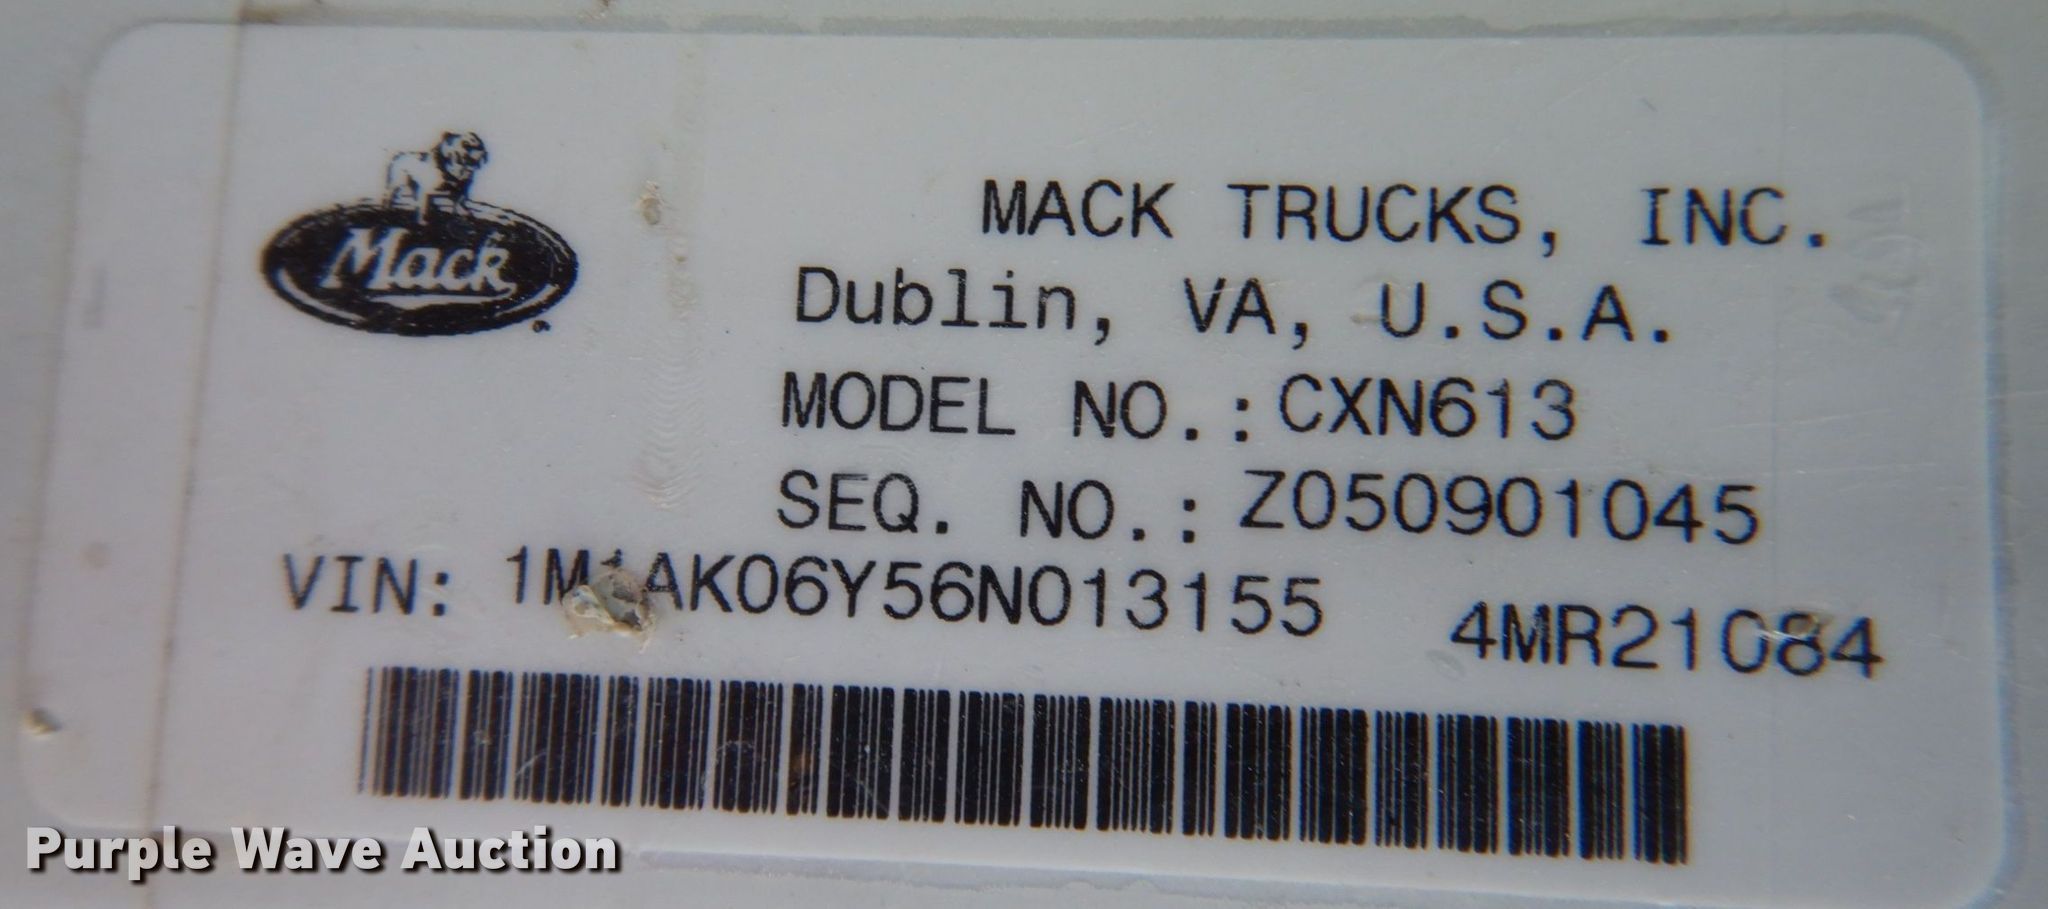 Mack
MACK TRUCKS, INC.
Dublin, VA, U.S.A.
MODEL NO.: CXN613
SEQ. NO.: Z050901045
VIN: 1M1AK06Y56N013155 4MR21084
Purple Wave Auction